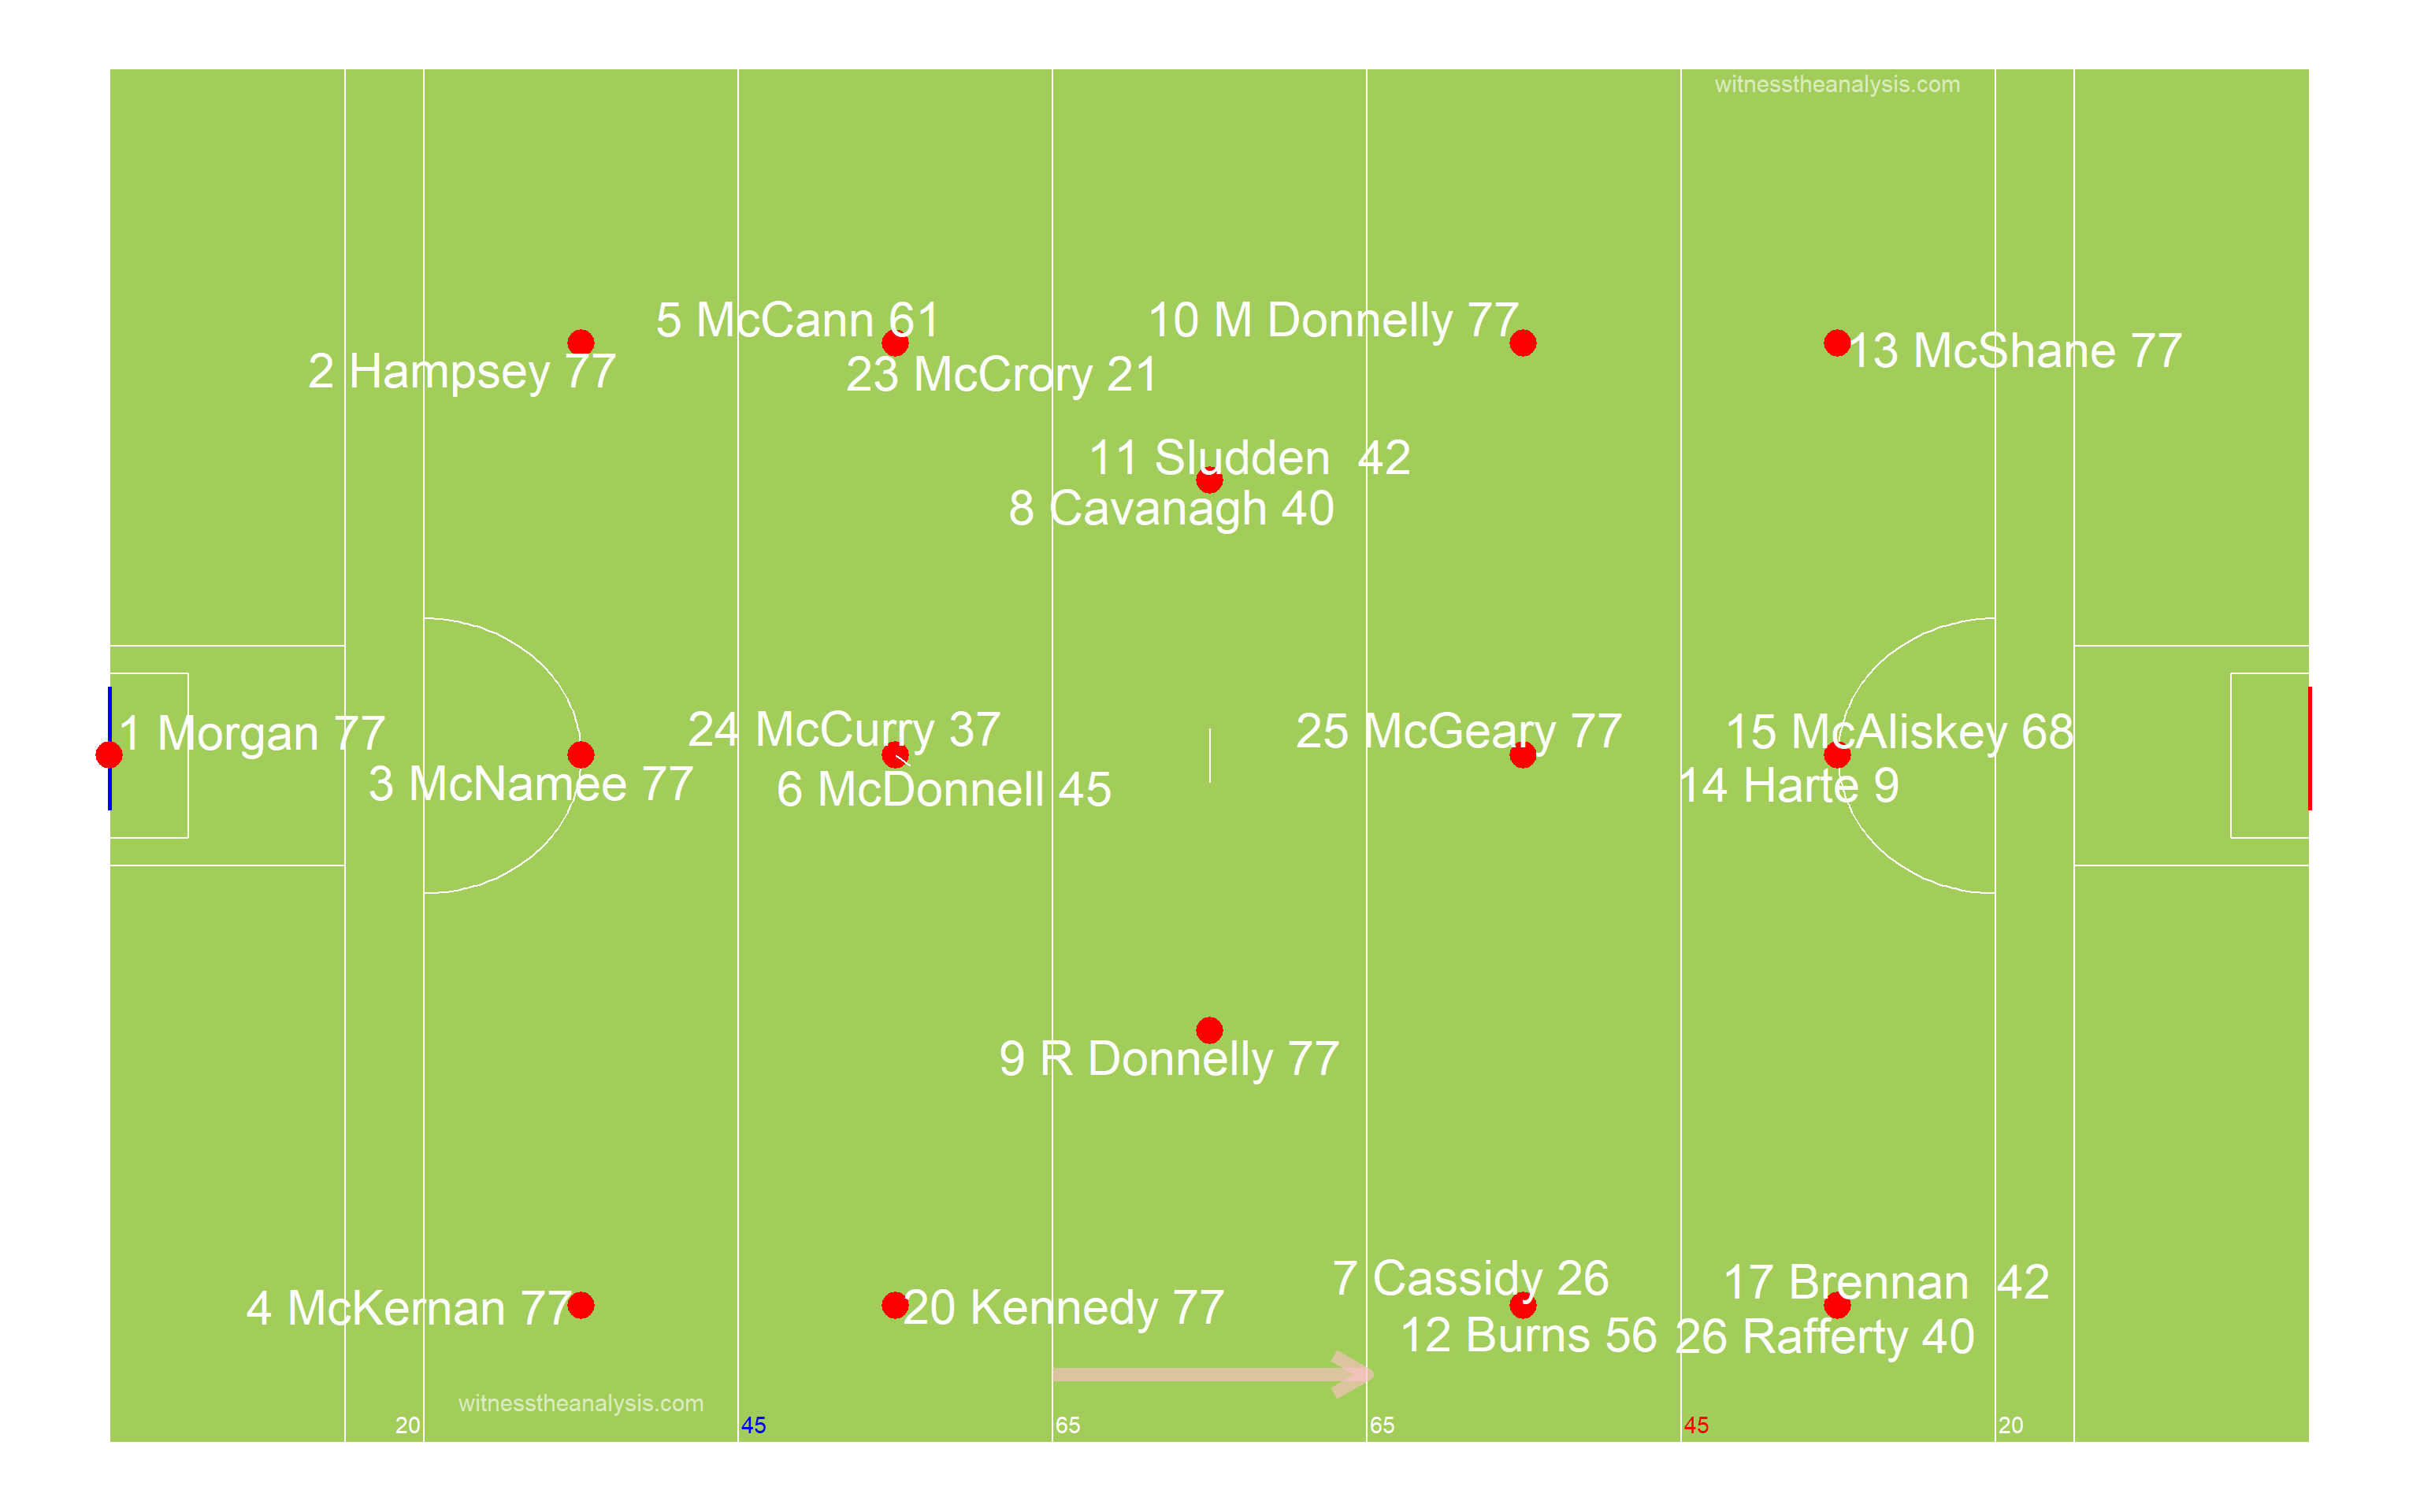 witnesstheanalysis.com
5 McCann 61
10 M Donnelly 77
13 McShane 77
2 Hampsey 77
23 McCrory 21
11 Sludden 42
8 Cavanagh 40
1 Morgan 77
24 McCurry 37
25 McGeary 77
15 McAliskey 68
3 McNamee 77
6 McDonnell 45
14 Harte 9
9 R Donnelly 77
7 Cassidy 26
17 Brennan 42
4 McKernan 77
20 Kennedy 77
12 Burns 56
26 Rafferty 40
witnesstheanalysis.com
20
45
65
65
45
20